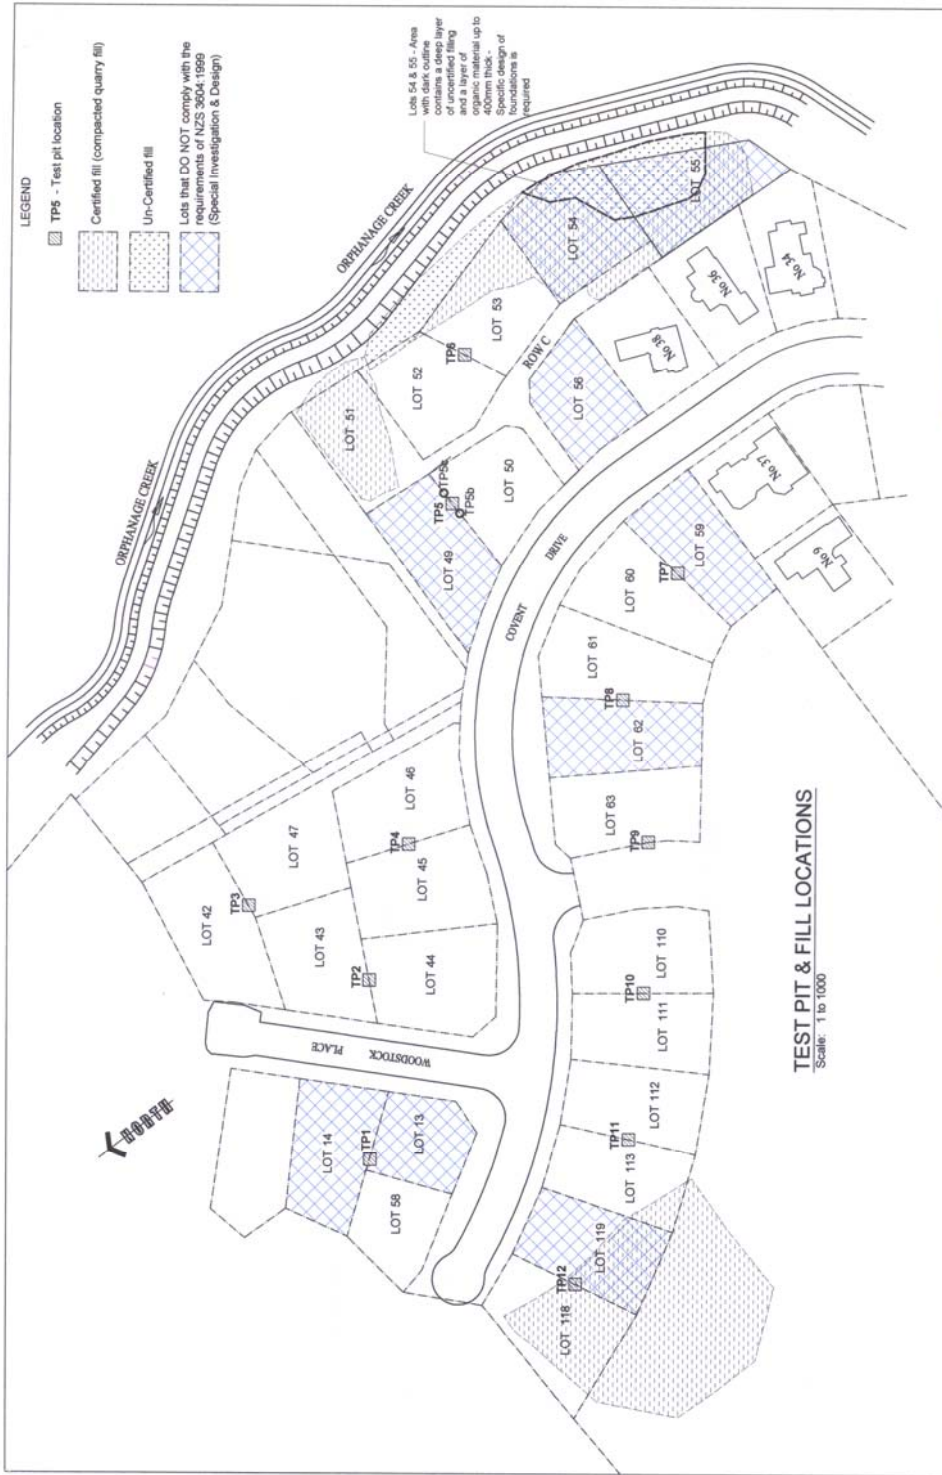 LEGEND
TP5 - Test pit location
Certified fill (compacted quarry fill)
Un-Certified fill
Lots that DO NOT comply with the
requirements of NZS 3604:1999
(Special Investigation & Design)
Lots 54 & 55 - Area
with dark outline
contains a deep layer
of uncertified filling
and a layer of
organic material up to
400mm thick -
Specific design of
foundations is
required
ORPHANAGE CREEK
ORPHANAGE CREEK
LOT 51
LOT 52
TP6
LOT 53
LOT 54
LOT 55
ROW C
LOT 56
No 38
No 36
No 34
TP5
TP5a
TP5b
LOT 49
LOT 50
COVENT
DRIVE
LOT 60
TP7
LOT 59
No 37
No 9
LOT 61
TP8
LOT 62
LOT 63
TP9
LOT 42
TP3
LOT 47
LOT 46
TP4
LOT 45
LOT 43
TP2
LOT 44
WOODSTOCK
PLACE
NORTH
LOT 14
TP1
LOT 13
LOT 58
LOT 110
TP10
LOT 111
LOT 112
TP11
LOT 113
LOT 119
TP12
LOT 118
TEST PIT & FILL LOCATIONS
Scale: 1 to 1000